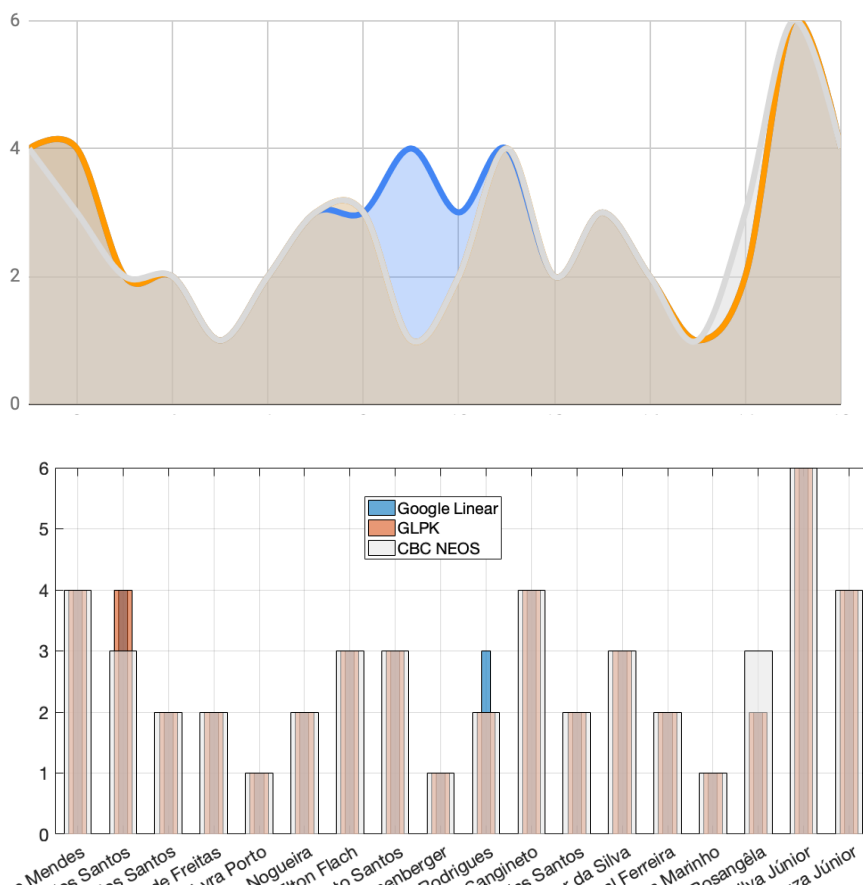 6
4
2
0
6
5
4
3
2
1
0
Google Linear
GLPK
CBC NEOS
Mendes
Santos
Santos
de Freitas
Porto
Nogueira
Flach
Santos
Rodrigues
Sangineto
Santos
da Silva
Ferreira
Marinho
Rosangêla
Júnior
Júnior